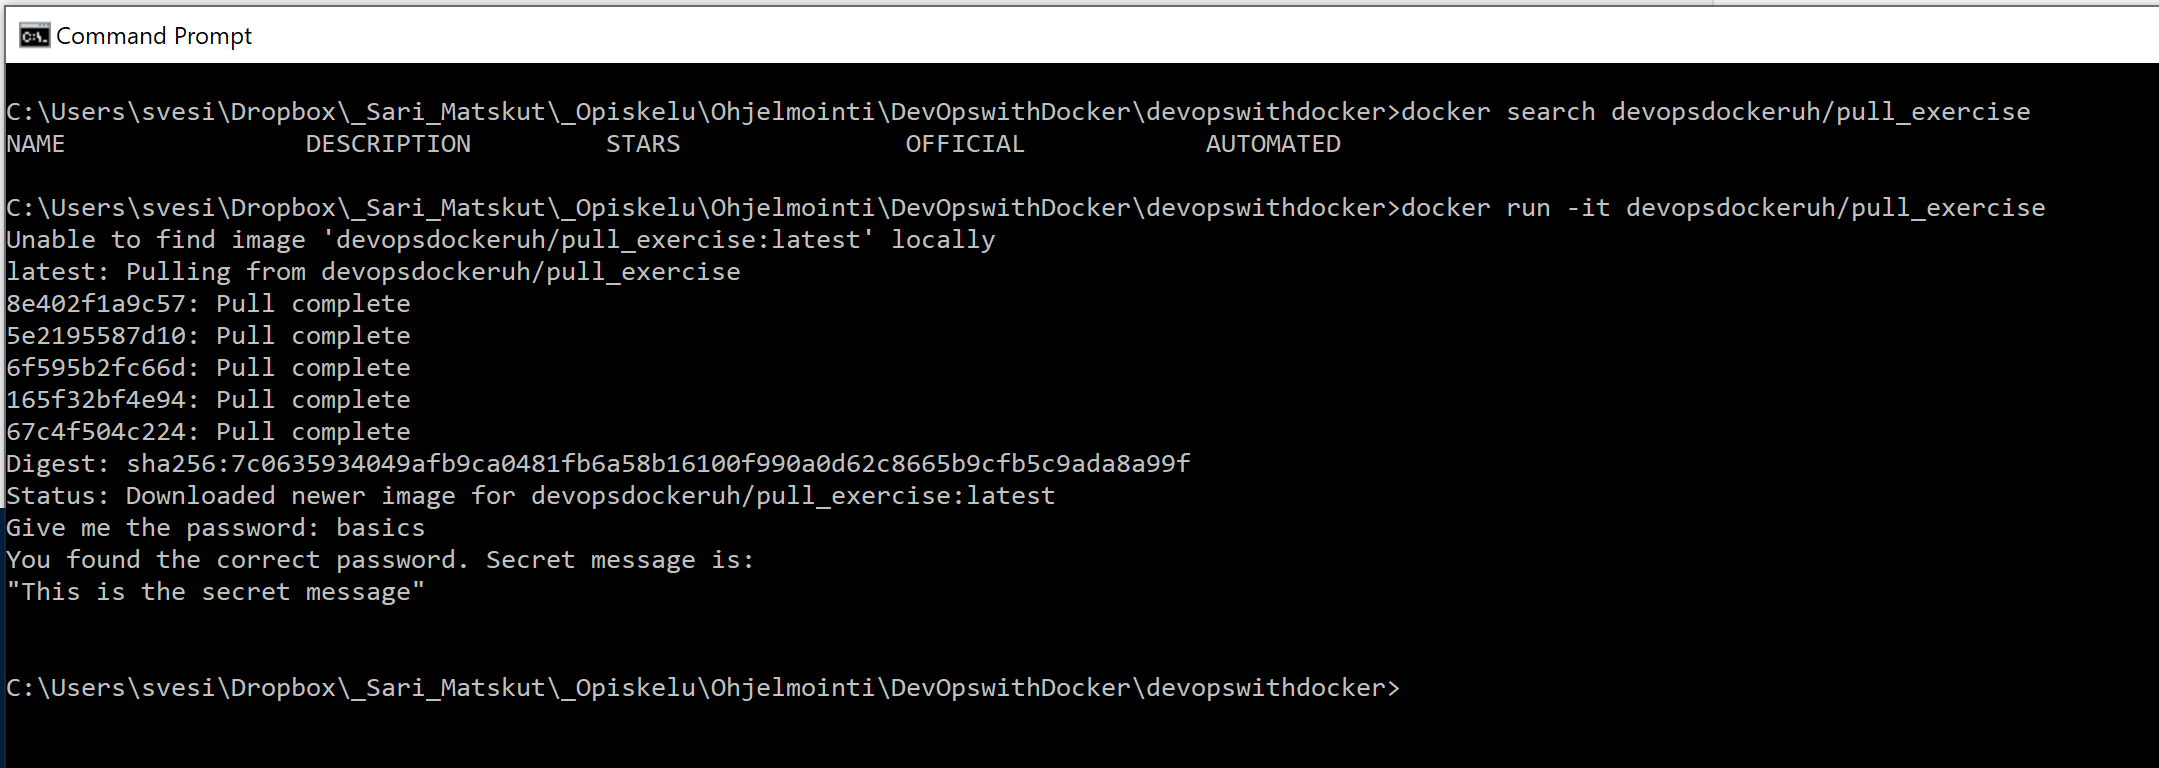 Command Prompt
C:\Users\svesi\Dropbox\_Sari_Matskut\_Opiskelu\Ohjelmointi\DevOpswithDocker\devopswithdocker>docker search devopsdockeruh/pull_exercise
NAME DESCRIPTION STARS OFFICIAL AUTOMATED
C:\Users\svesi\Dropbox\_Sari_Matskut\_Opiskelu\Ohjelmointi\DevOpswithDocker\devopswithdocker>docker run -it devopsdockeruh/pull_exercise
Unable to find image 'devopsdockeruh/pull_exercise:latest' locally
latest: Pulling from devopsdockeruh/pull_exercise
8e402f1a9c57: Pull complete
5e2195587d10: Pull complete
6f595b2fc66d: Pull complete
165f32bf4e94: Pull complete
67c4f504c224: Pull complete
Digest: sha256:7c0635934049afb9ca0481fb6a58b16100f990a0d62c8665b9cfb5c9ada8a99f
Status: Downloaded newer image for devopsdockeruh/pull_exercise:latest
Give me the password: basics
You found the correct password. Secret message is:
"This is the secret message"
C:\Users\svesi\Dropbox\_Sari_Matskut\_Opiskelu\Ohjelmointi\DevOpswithDocker\devopswithdocker>